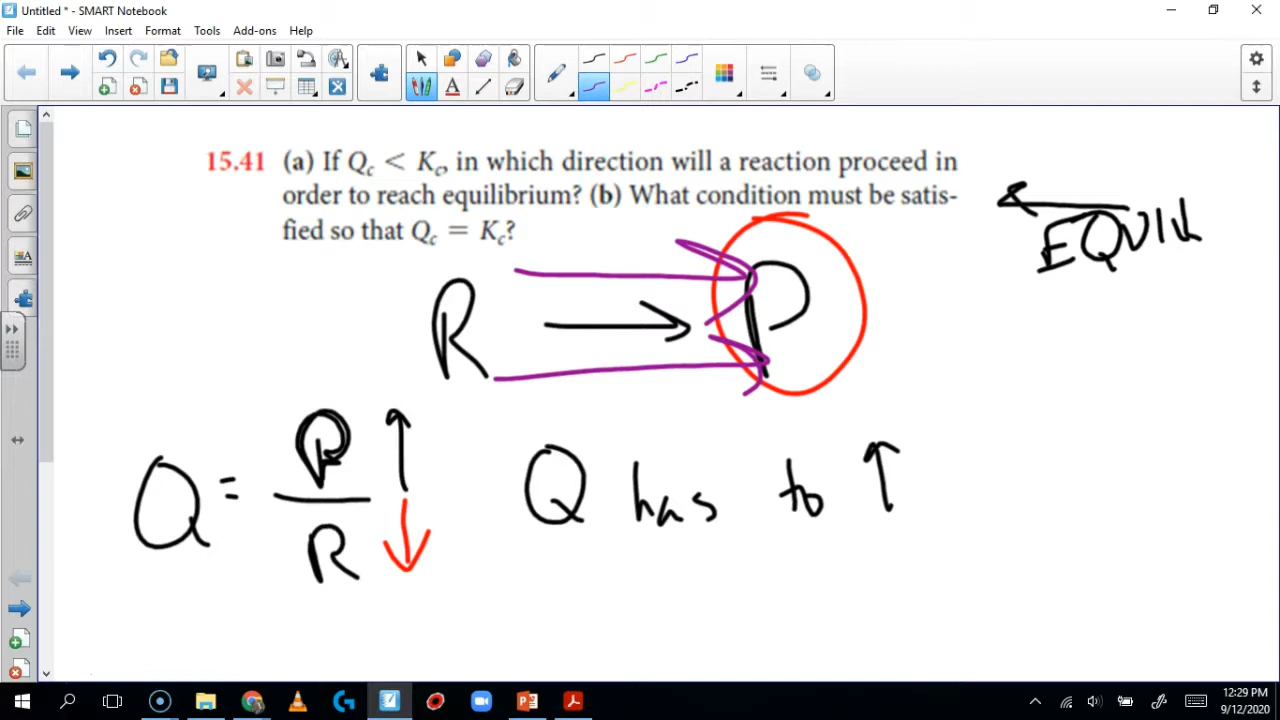 Untitled * - SMART Notebook
File Edit View Insert Format Tools Add-ons Help
15.41 (a) If Qc < Kc, in which direction will a reaction proceed in
order to reach equilibrium? (b) What condition must be satis-
fied so that Qc = Kc?
EQUIL
R → P
Q = P/R ↑ ↓
Q has to ↑
12:29 PM
9/12/2020